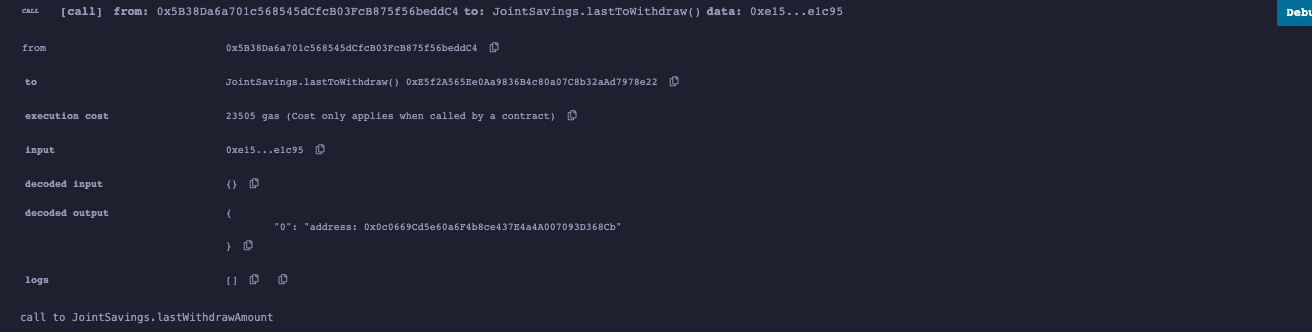 CALL [call] from: 0x5B38Da6a701c568545dCfcB03FcB875f56beddC4 to: JointSavings.lastToWithdraw() data: 0xe15...e1c95 Debu
from 0x5B38Da6a701c568545dCfcB03FcB875f56beddC4
to JointSavings.lastToWithdraw() 0xE5f2A565Ee0Aa9836B4c80a07C8b32aAd7978e22
execution cost 23505 gas (Cost only applies when called by a contract)
input 0xe15...e1c95
decoded input {}
decoded output {
"0": "address: 0x0c0669Cd5e60a6F4b8ce437E4a4A007093D368Cb"
}
logs []
call to JointSavings.lastWithdrawAmount